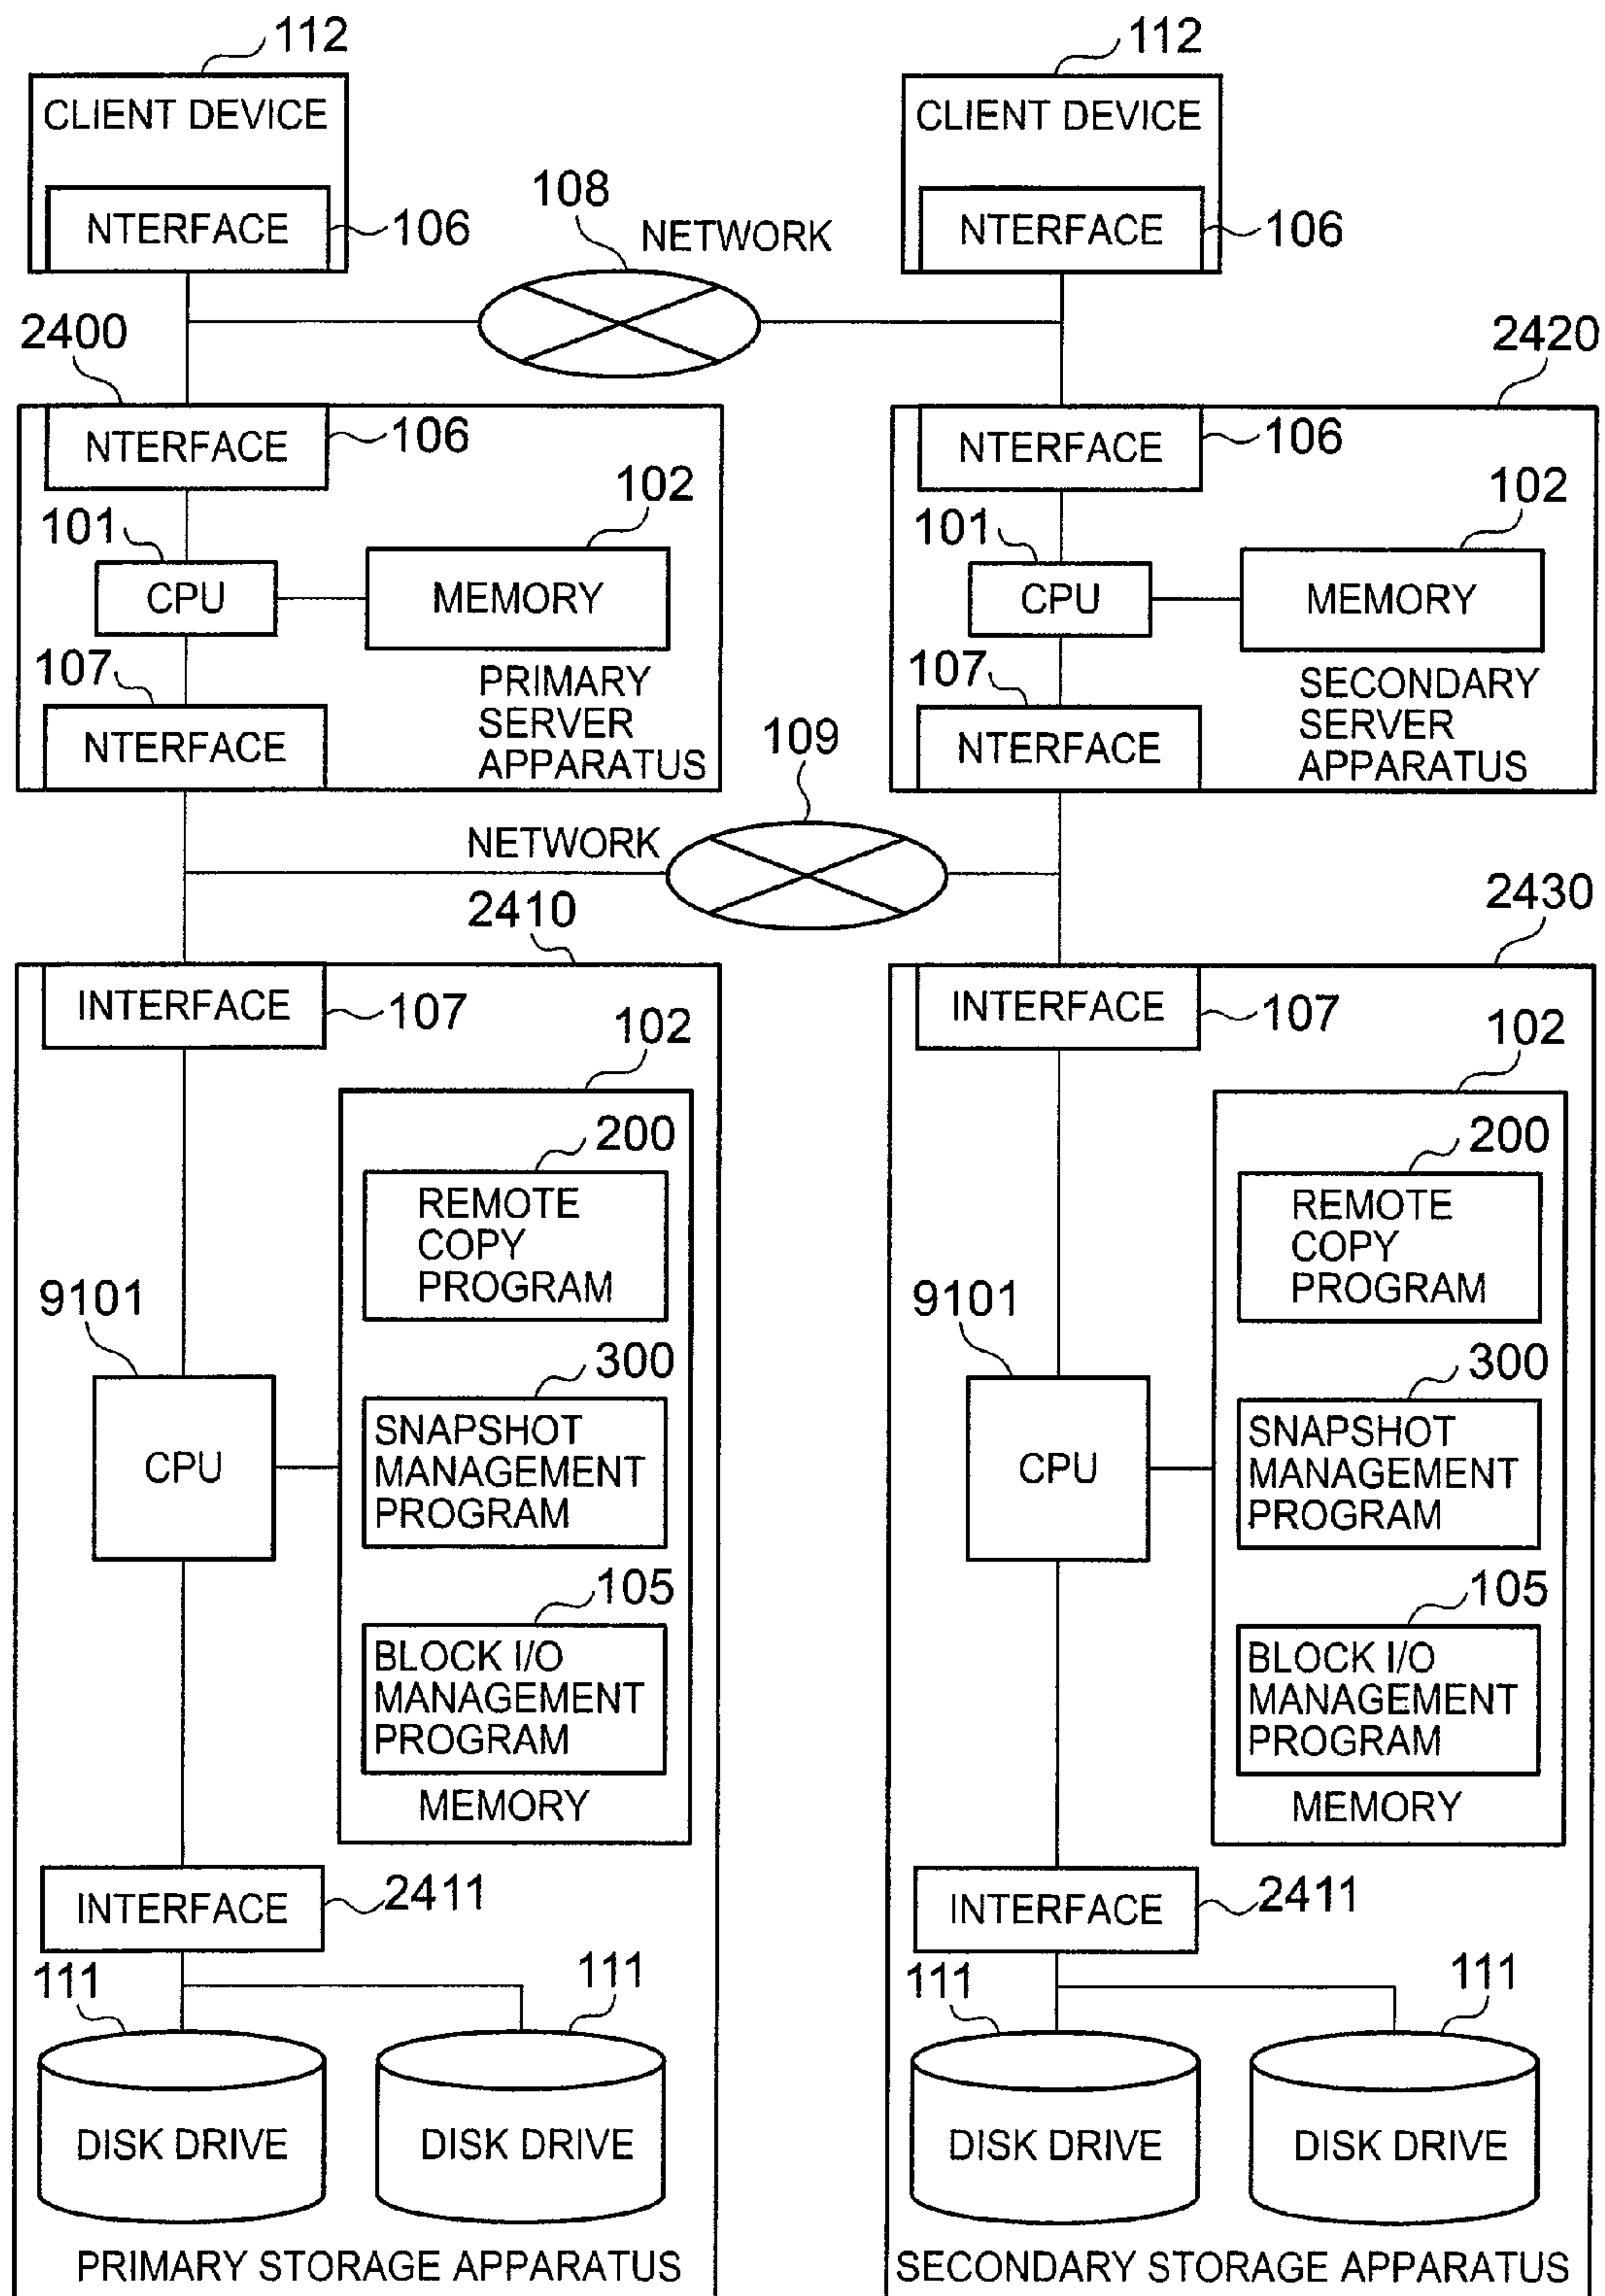 112
112
CLIENT DEVICE
CLIENT DEVICE
NTERFACE
106
108
NETWORK
NTERFACE
106
2400
2420
NTERFACE
106
NTERFACE
106
102
102
101
101
CPU
MEMORY
CPU
MEMORY
107
PRIMARY
SERVER
APPARATUS
107
SECONDARY
SERVER
APPARATUS
NTERFACE
NTERFACE
109
NETWORK
2410
2430
INTERFACE
107
INTERFACE
107
102
102
200
200
REMOTE
COPY
PROGRAM
REMOTE
COPY
PROGRAM
9101
9101
300
300
CPU
SNAPSHOT
MANAGEMENT
PROGRAM
CPU
SNAPSHOT
MANAGEMENT
PROGRAM
105
105
BLOCK I/O
MANAGEMENT
PROGRAM
BLOCK I/O
MANAGEMENT
PROGRAM
MEMORY
MEMORY
INTERFACE
2411
INTERFACE
2411
111
111
111
111
DISK DRIVE
DISK DRIVE
DISK DRIVE
DISK DRIVE
PRIMARY STORAGE APPARATUS
SECONDARY STORAGE APPARATUS